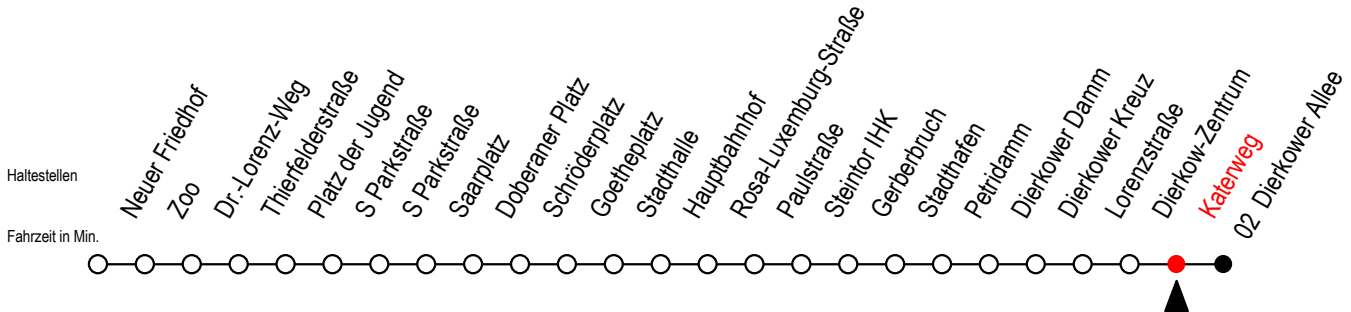 Haltestellen
Fahrzeit in Min.
Neuer Friedhof
Zoo
Dr.-Lorenz-Weg
Thierfelderstraße
Platz der Jugend
S Parkstraße
S Parkstraße
Saarplatz
Doberaner Platz
Schröderplatz
Goetheplatz
Stadthalle
Hauptbahnhof
Rosa-Luxemburg-Straße
Paulstraße
Steintor IHK
Gerberbruch
Stadthafen
Petridamm
Dierkower Damm
Dierkower Kreuz
Lorenzstraße
Dierkow-Zentrum
Katerweg
02 Dierkower Allee